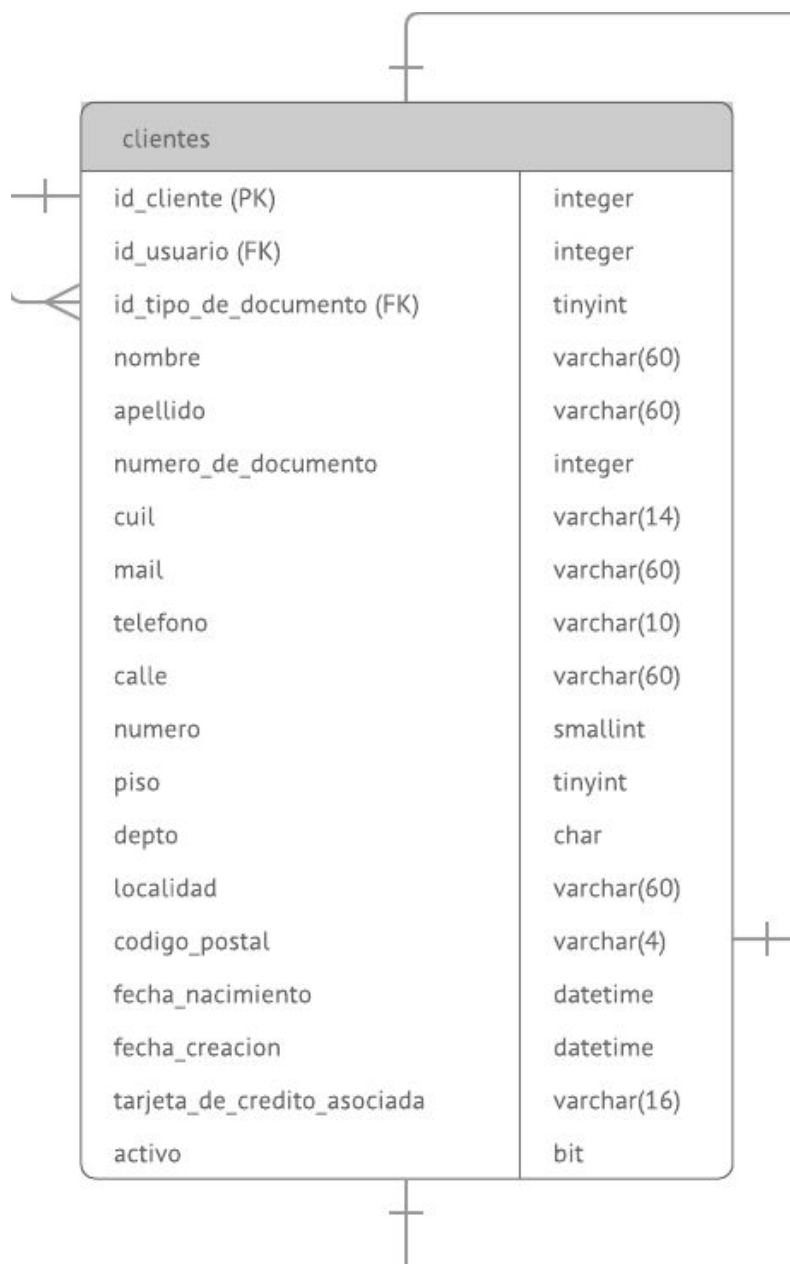 clientes
id_cliente (PK) integer
id_usuario (FK) integer
id_tipo_de_documento (FK) tinyint
nombre varchar(60)
apellido varchar(60)
numero_de_documento integer
cuil varchar(14)
mail varchar(60)
telefono varchar(10)
calle varchar(60)
numero smallint
piso tinyint
depto char
localidad varchar(60)
codigo_postal varchar(4)
fecha_nacimiento datetime
fecha_creacion datetime
tarjeta_de_credito_asociada varchar(16)
activo bit